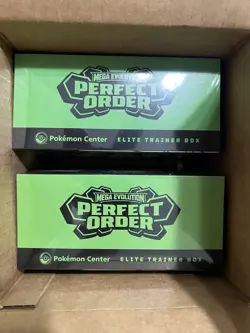 MEGA EVOLUTION
PERFECT
ORDER
Pokémon Center ELITE TRAINER BOX
MEGA EVOLUTION
PERFECT
ORDER
Pokémon Center ELITE TRAINER BOX